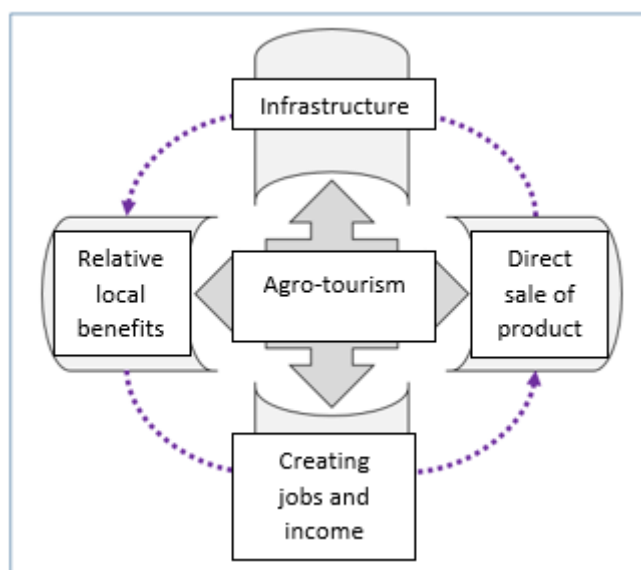 Infrastructure
Relative
local
benefits
Agro-tourism
Direct
sale of
product
Creating
jobs and
income